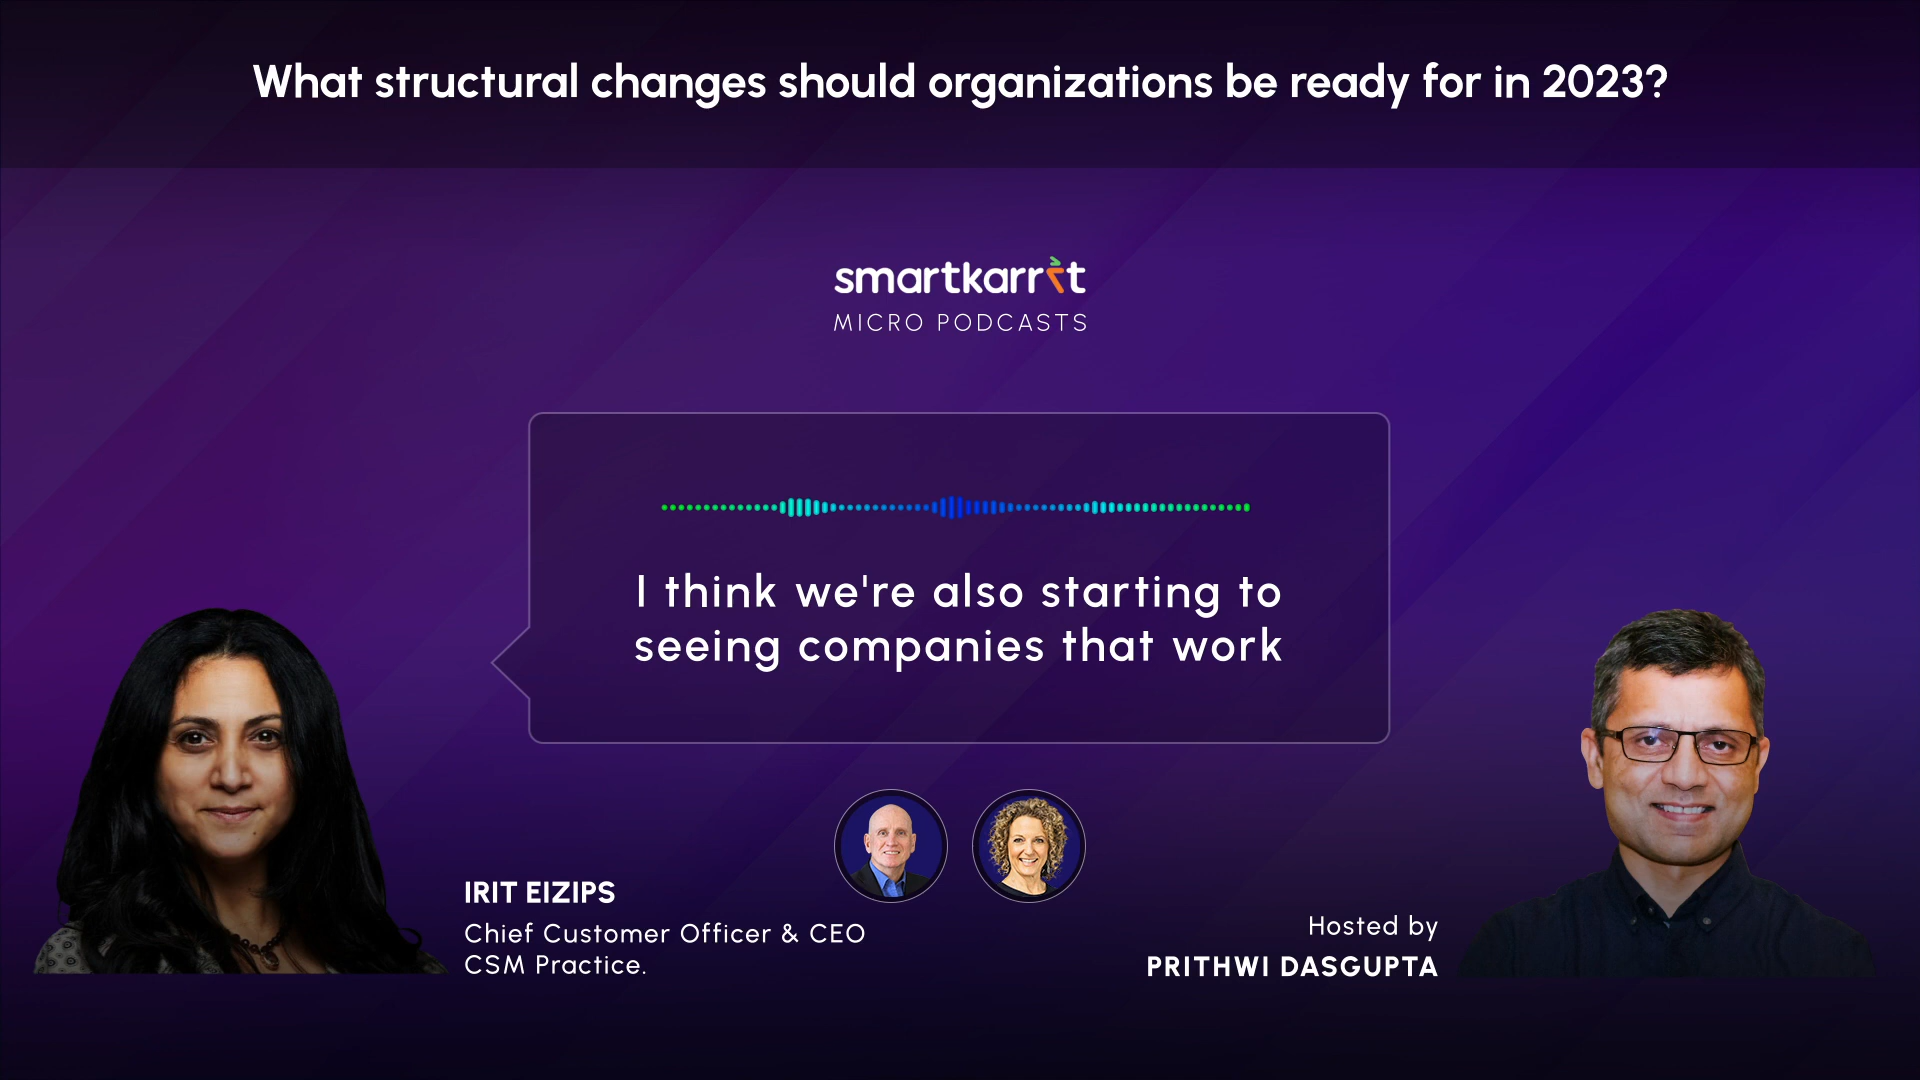 What structural changes should organizations be ready for in 2023?
smartkarrot
MICRO PODCASTS
I think we're also starting to
seeing companies that work
IRIT EIZIPS
Chief Customer Officer & CEO
CSM Practice.
Hosted by
PRITHWI DASGUPTA